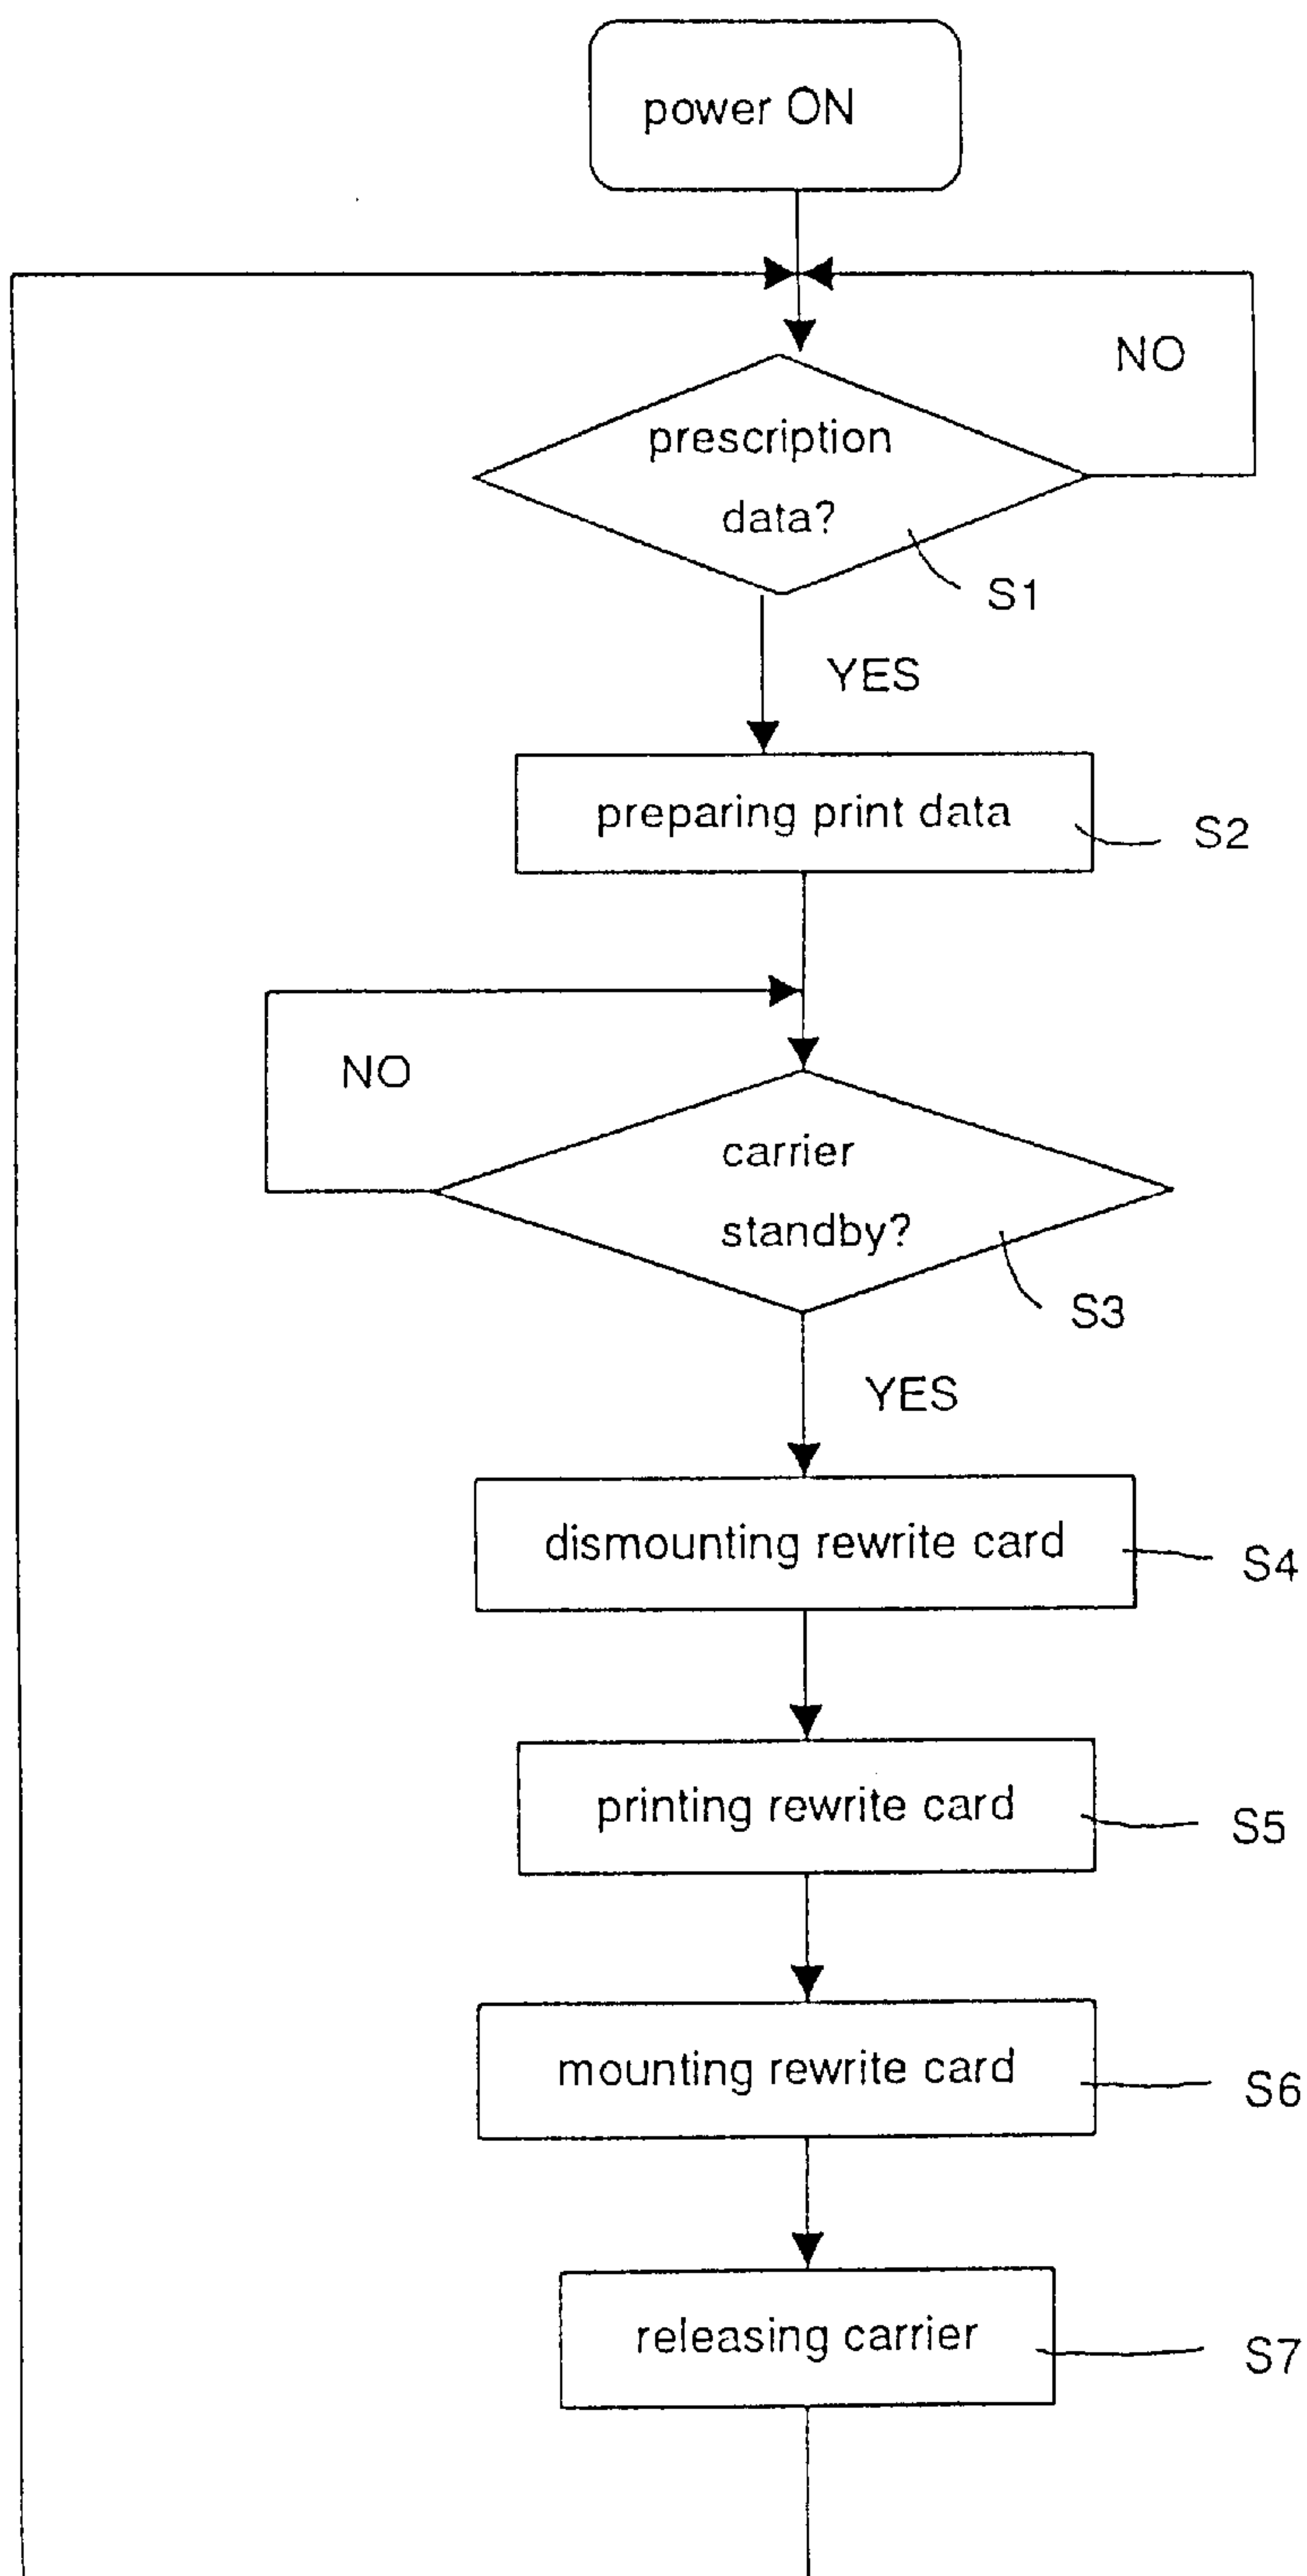 power ON
NO
prescription
data?
S1
YES
preparing print data
S2
NO
carrier
standby?
S3
YES
dismounting rewrite card
S4
printing rewrite card
S5
mounting rewrite card
S6
releasing carrier
S7